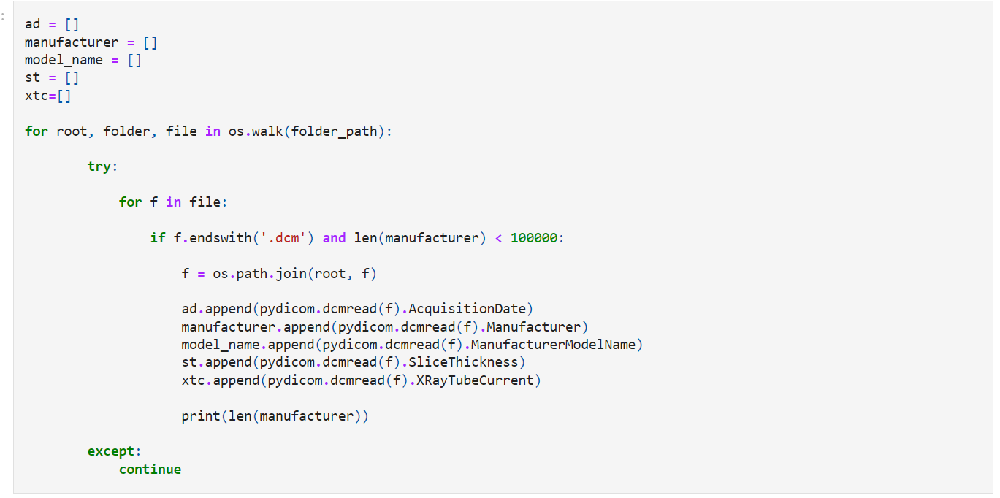 :
ad = []
manufacturer = []
model_name = []
st = []
xtc=[]
for root, folder, file in os.walk(folder_path):
try:
for f in file:
if f.endswith('.dcm') and len(manufacturer) < 100000:
f = os.path.join(root, f)
ad.append(pydicom.dcmread(f).AcquisitionDate)
manufacturer.append(pydicom.dcmread(f).Manufacturer)
model_name.append(pydicom.dcmread(f).ManufacturerModelName)
st.append(pydicom.dcmread(f).SliceThickness)
xtc.append(pydicom.dcmread(f).XRayTubeCurrent)
print(len(manufacturer))
except:
continue